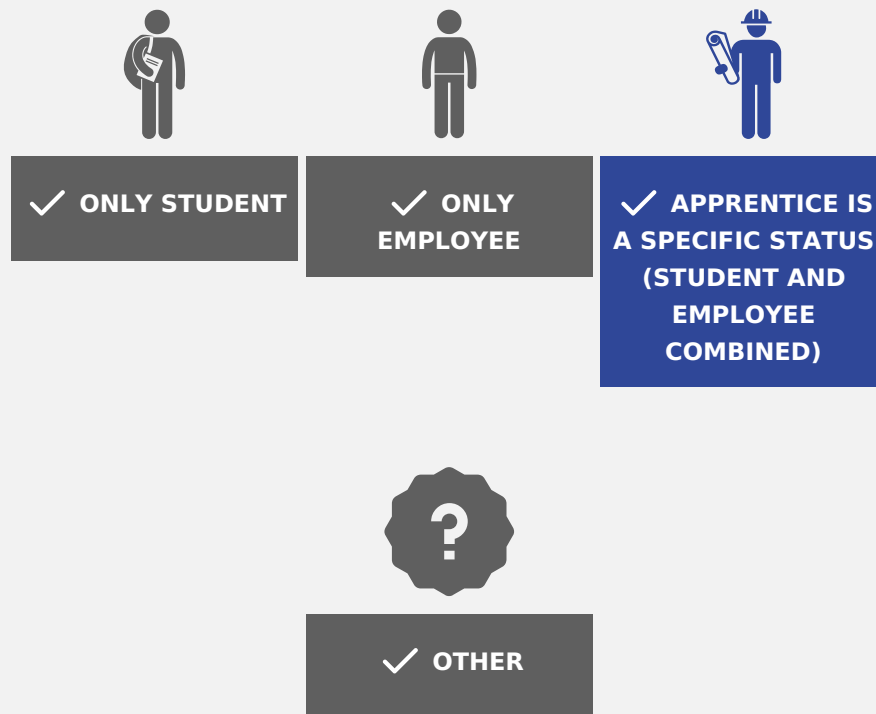 ONLY STUDENT
ONLY
EMPLOYEE
APPRENTICE IS
A SPECIFIC STATUS
(STUDENT AND
EMPLOYEE
COMBINED)
?
OTHER